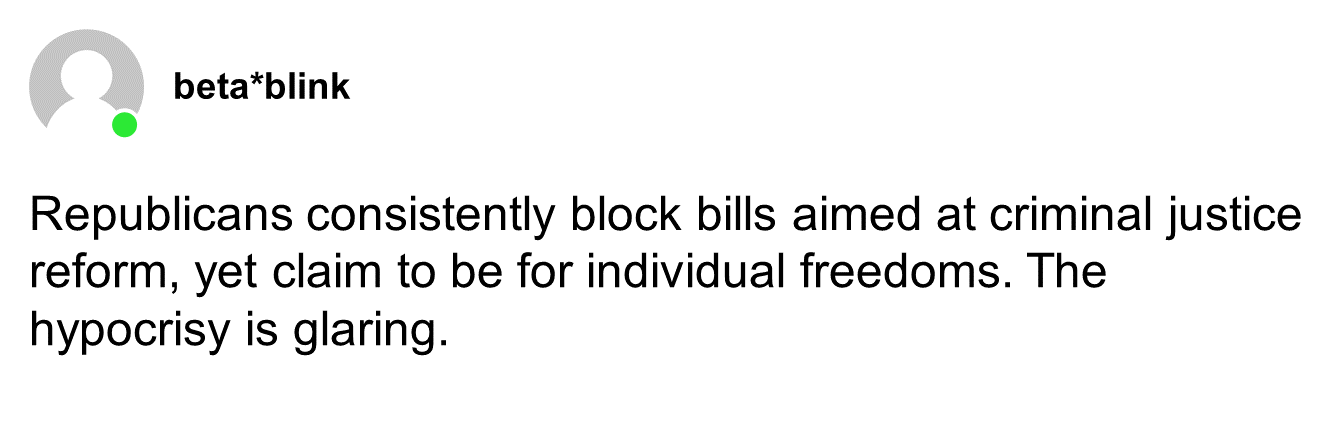 beta*blink
Republicans consistently block bills aimed at criminal justice
reform, yet claim to be for individual freedoms. The
hypocrisy is glaring.